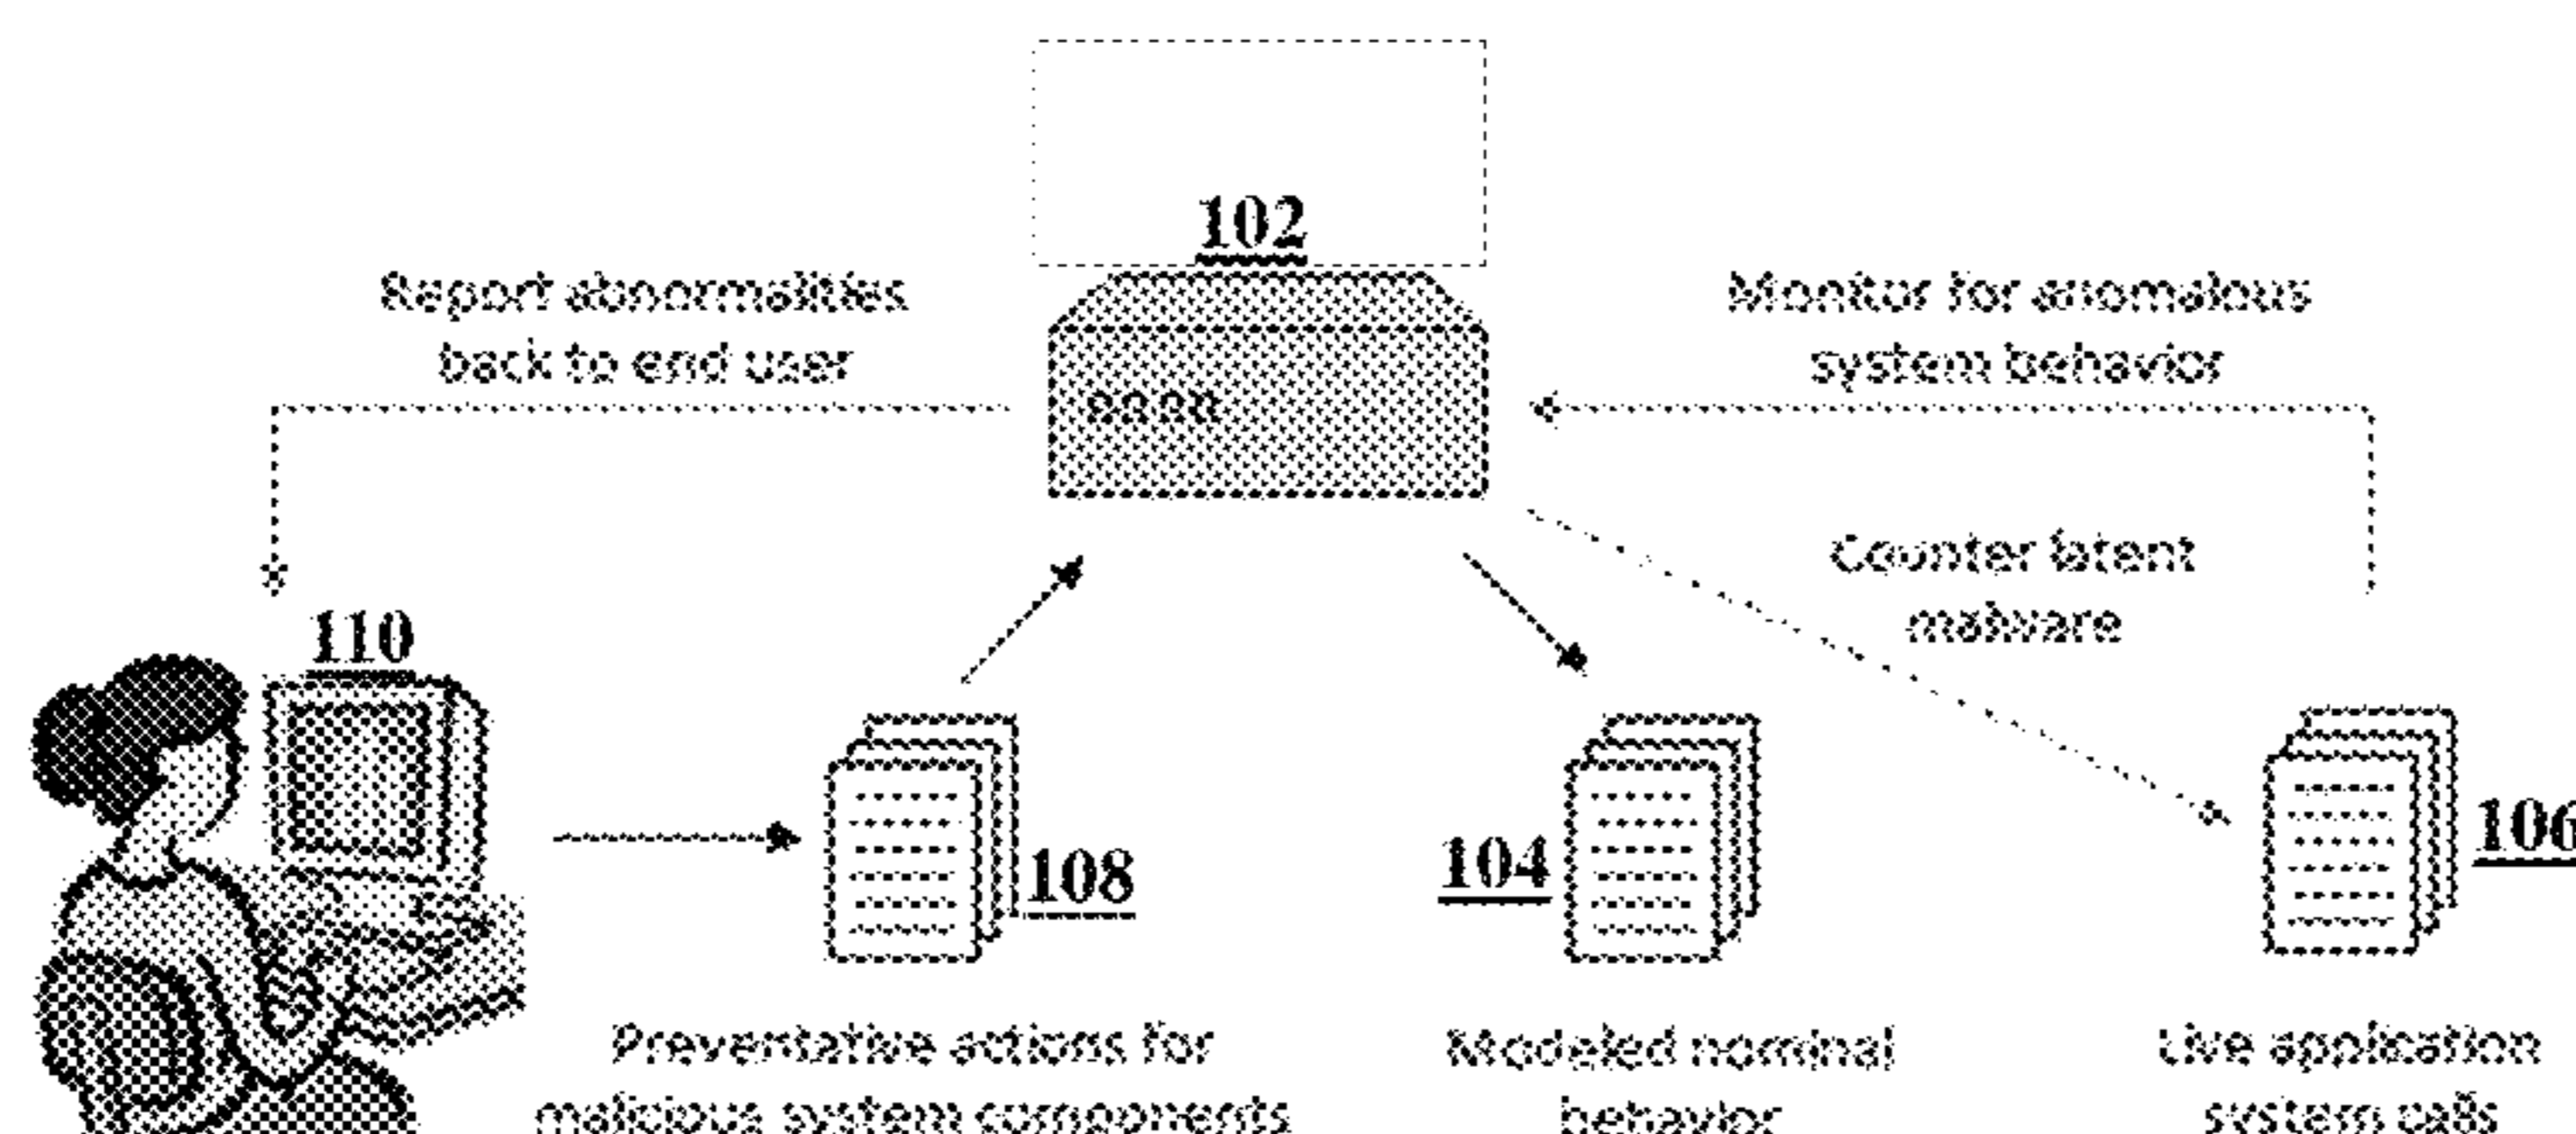 102
Report abnormalities
back to end user
Monitor for anomalous
system behavior
Counter latent
malware
110
108
104
106
Preventative actions for
malicious system components
Modeled nominal
behavior
Live application
system calls